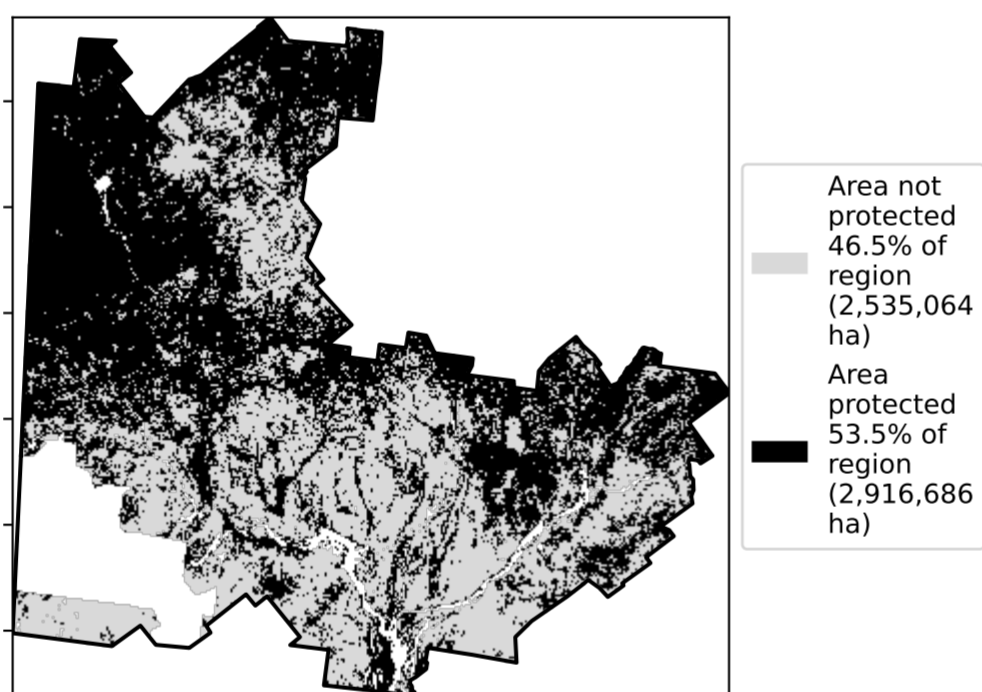 Area not
protected
46.5% of
region
(2,535,064
ha)
Area
protected
53.5% of
region
(2,916,686
ha)